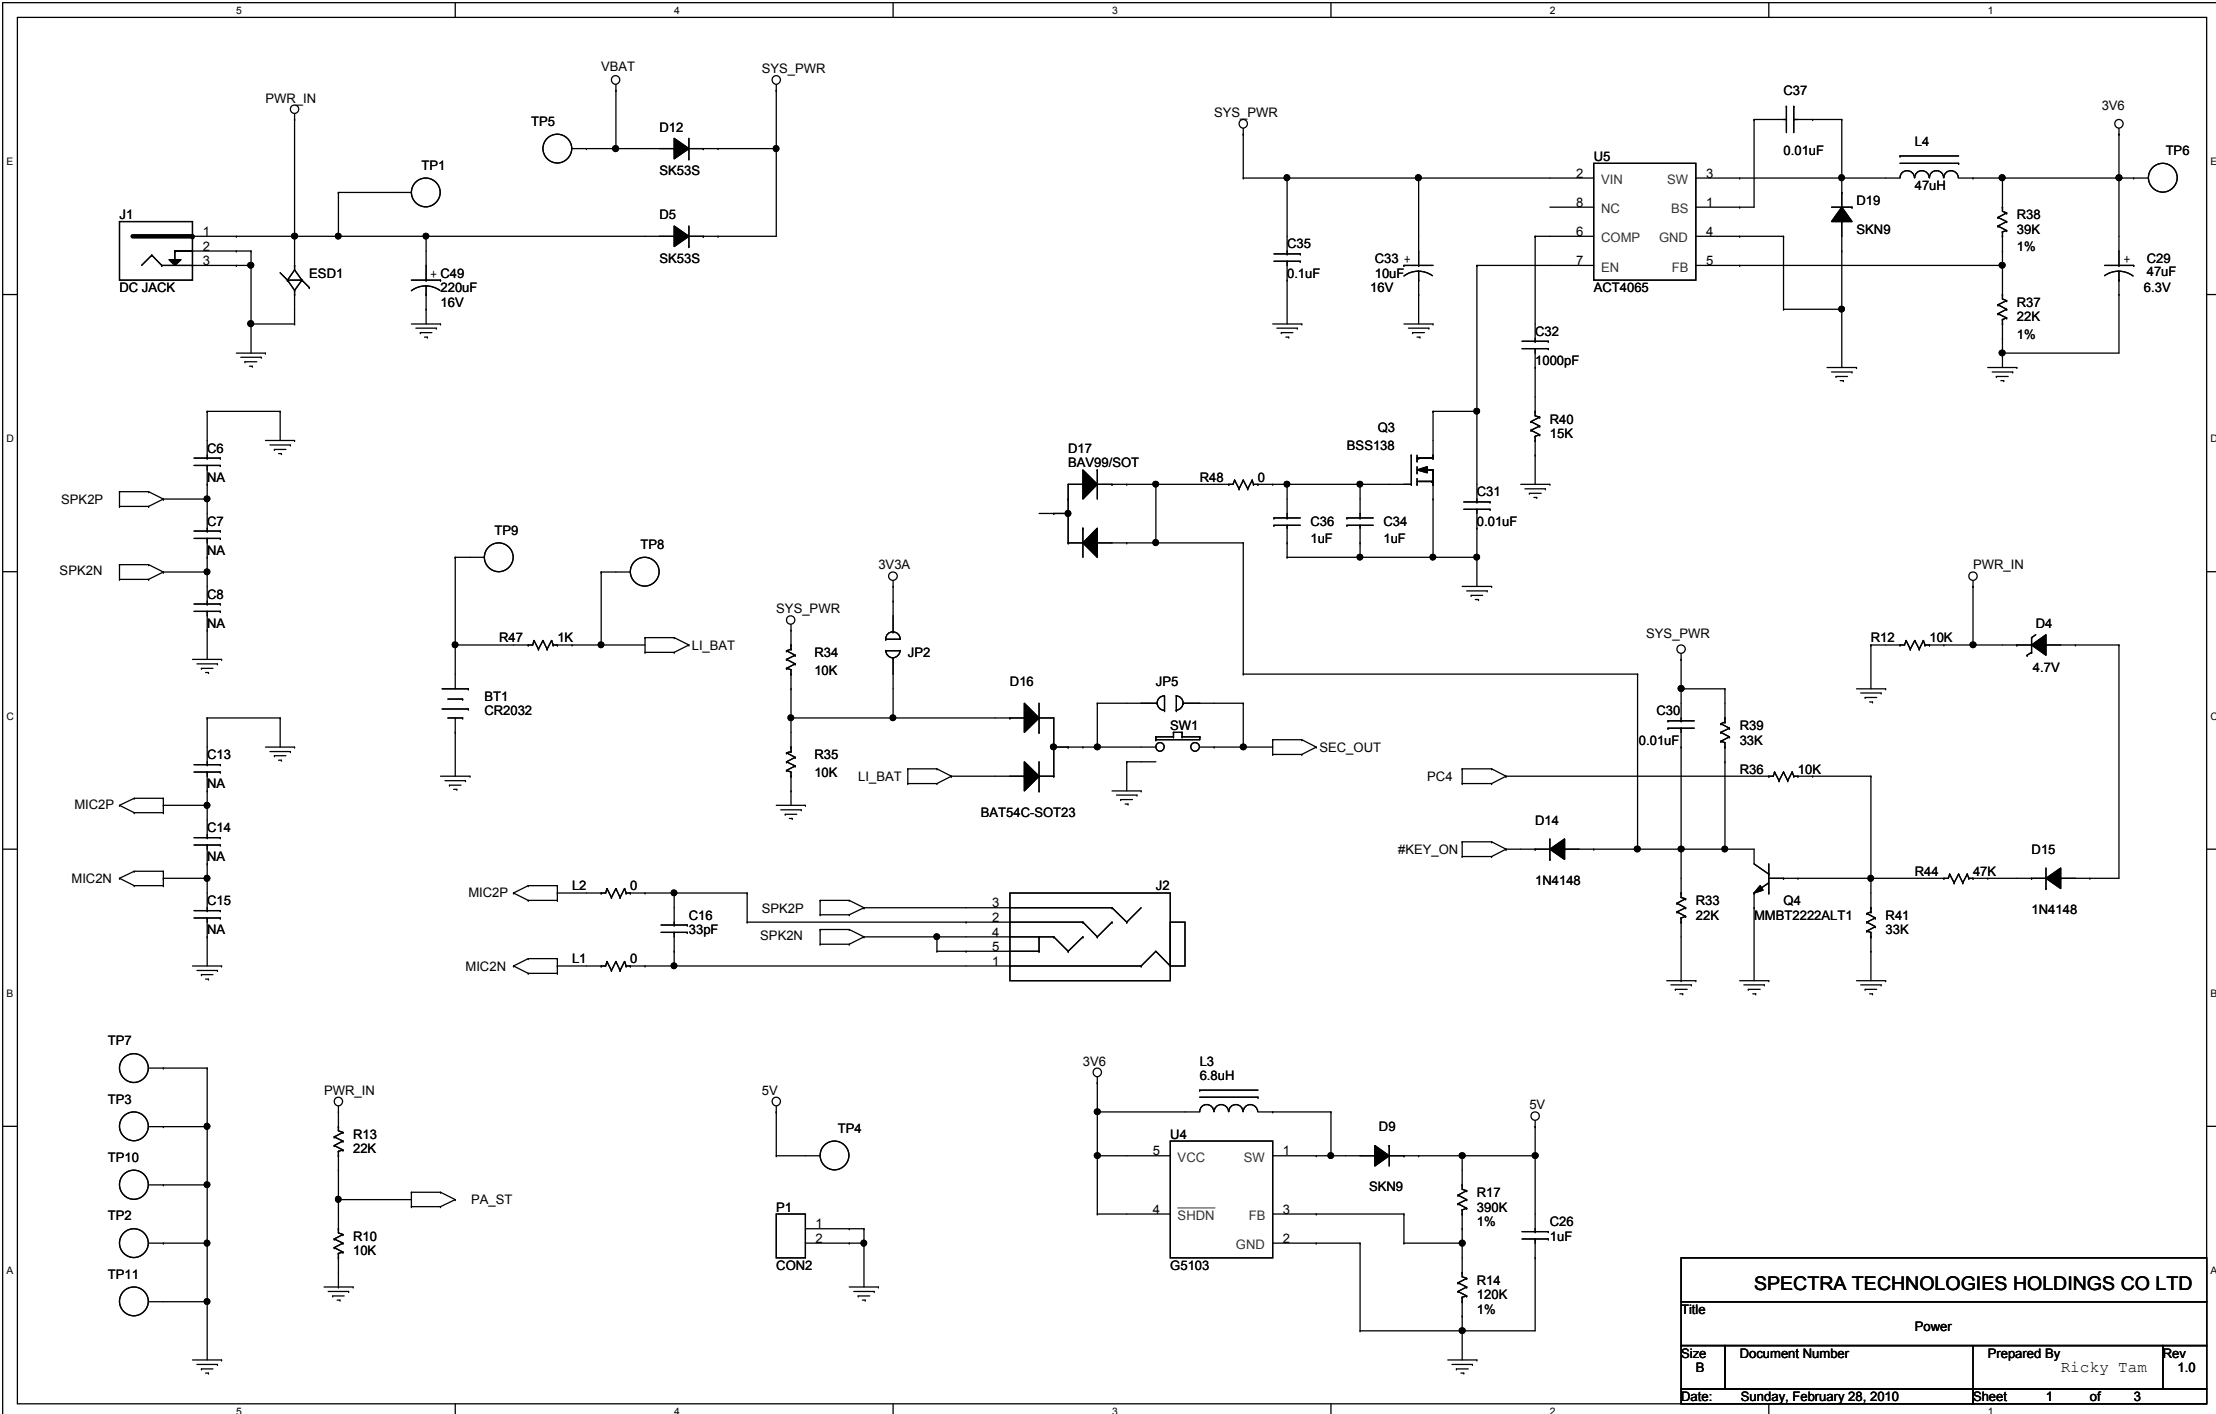 5 4 3 2 1
E
D
C
B
A
PWR_IN
TP1
J1
1
2
3
DC JACK
ESD1
+ C49
220uF
16V
VBAT
TP5
D12
SK53S
D5
SK53S
SYS_PWR
SYS_PWR
C35
0.1uF
C33 +
10uF
16V
U5
2 VIN SW 3
8 NC BS 1
6 COMP GND 4
7 EN FB 5
ACT4065
C37
0.01uF
D19
SKN9
L4
47uH
3V6
TP6
R38
39K
1%
R37
22K
1%
+
C29
47uF
6.3V
C32
1000pF
R40
15K
Q3
BSS138
D17
BAV99/SOT
R48 0
C36
1uF
C34
1uF
C31
0.01uF
C6
NA
SPK2P
C7
NA
SPK2N
C8
NA
TP9
TP8
R47 1K
LI_BAT
BT1
CR2032
SYS_PWR
R34
10K
R35
10K
3V3A
JP2
D16
LI_BAT
BAT54C-SOT23
JP5
SW1
SEC_OUT
SYS_PWR
C30
0.01uF
R39
33K
PWR_IN
R12 10K
D4
4.7V
PC4
R36 10K
#KEY_ON
D14
1N4148
R33
22K
Q4
MMBT2222ALT1
R41
33K
R44 47K
D15
1N4148
C13
NA
MIC2P
C14
NA
MIC2N
C15
NA
MIC2P
L2 0
C16
33pF
MIC2N
L1 0
SPK2P
SPK2N
J2
3
2
4
5
1
TP7
TP3
TP10
TP2
TP11
PWR_IN
R13
22K
PA_ST
R10
10K
5V
TP4
P1
1
2
CON2
3V6
L3
6.8uH
U4
5 VCC SW 1
4 SHDN FB 3
GND 2
G5103
D9
SKN9
5V
R17
390K
1%
C26
1uF
R14
120K
1%
SPECTRA TECHNOLOGIES HOLDINGS CO LTD
Title
Power
Size Document Number Prepared By Rev
B Ricky Tam 1.0
Date: Sunday, February 28, 2010 Sheet 1 of 3
E
D
C
B
A
5 4 3 2 1